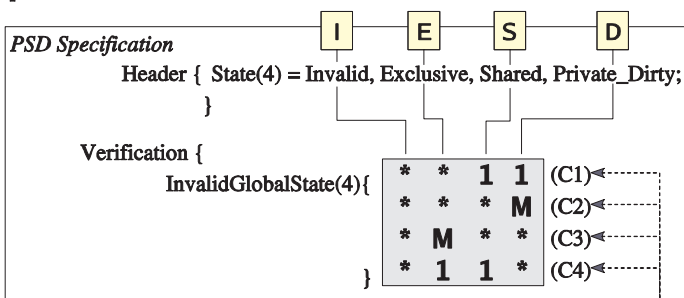 I E S D
PSD Specification
Header { State(4) = Invalid, Exclusive, Shared, Private_Dirty;
}
Verification {
InvalidGlobalState(4){
* * 1 1 (C1)
* * * M (C2)
* M * * (C3)
* 1 1 * (C4)
}